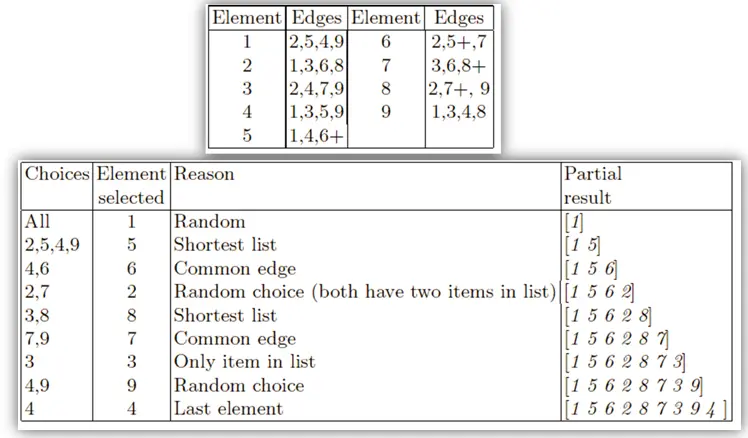 Element Edges Element Edges
1 2,5,4,9 6 2,5+,7
2 1,3,6,8 7 3,6,8+
3 2,4,7,9 8 2,7+, 9
4 1,3,5,9 9 1,3,4,8
5 1,4,6+
Choices Element Reason Partial
selected result
All 1 Random [1]
2,5,4,9 5 Shortest list [1 5]
4,6 6 Common edge [1 5 6]
2,7 2 Random choice (both have two items in list) [1 5 6 2]
3,8 8 Shortest list [1 5 6 2 8]
7,9 7 Common edge [1 5 6 2 8 7]
3 3 Only item in list [1 5 6 2 8 7 3]
4,9 9 Random choice [1 5 6 2 8 7 3 9]
4 4 Last element [1 5 6 2 8 7 3 9 4 ]